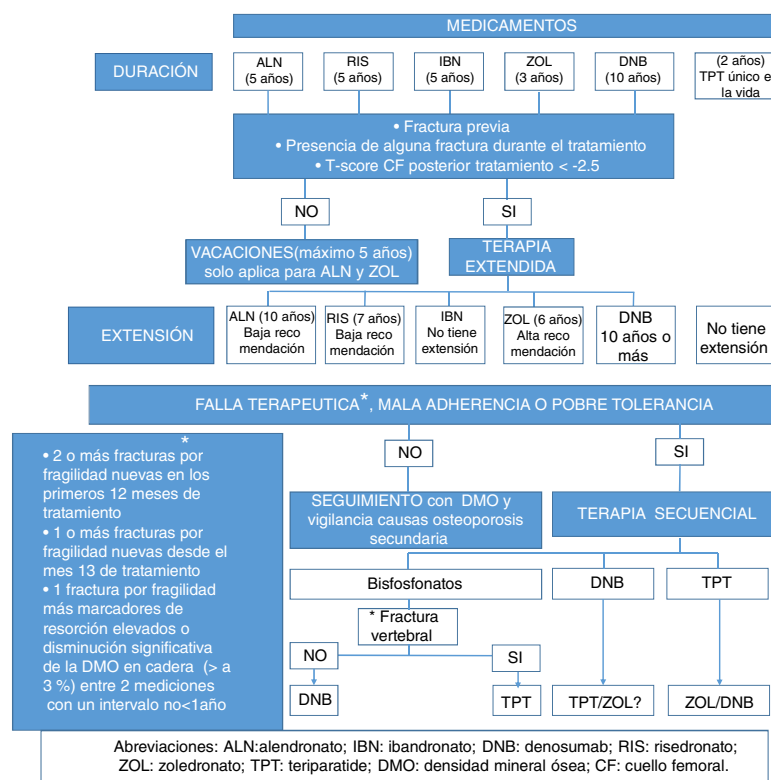 MEDICAMENTOS
DURACIÓN
ALN
(5 años)
RIS
(5 años)
IBN
(5 años)
ZOL
(3 años)
DNB
(10 años)
(2 años)
TPT único e
la vida
• Fractura previa
• Presencia de alguna fractura durante el tratamiento
• T-score CF posterior tratamiento < -2.5
NO
SI
VACACIONES(máximo 5 años)
solo aplica para ALN y ZOL
TERAPIA
EXTENDIDA
EXTENSIÓN
ALN (10 años)
Baja reco
mendación
RIS (7 años)
Baja reco
mendación
IBN
No tiene
extensión
ZOL (6 años)
Alta reco
mendación
DNB
10 años o
más
No tiene
extensión
FALLA TERAPEUTICA*, MALA ADHERENCIA O POBRE TOLERANCIA
*
• 2 o más fracturas por
fragilidad nuevas en los
primeros 12 meses de
tratamiento
• 1 o más fracturas por
fragilidad nuevas desde el
mes 13 de tratamiento
• 1 fractura por fragilidad
más marcadores de
resorción elevados o
disminución significativa
de la DMO en cadera (> a
3 %) entre 2 mediciones
con un intervalo no<1año
NO
SI
SEGUIMIENTO con DMO y
vigilancia causas osteoporosis
secundaria
TERAPIA SECUENCIAL
Bisfosfonatos
DNB
TPT
* Fractura
vertebral
NO
SI
DNB
TPT
TPT/ZOL?
ZOL/DNB
Abreviaciones: ALN:alendronato; IBN: ibandronato; DNB: denosumab; RIS: risedronato;
ZOL: zoledronato; TPT: teriparatide; DMO: densidad mineral ósea; CF: cuello femoral.